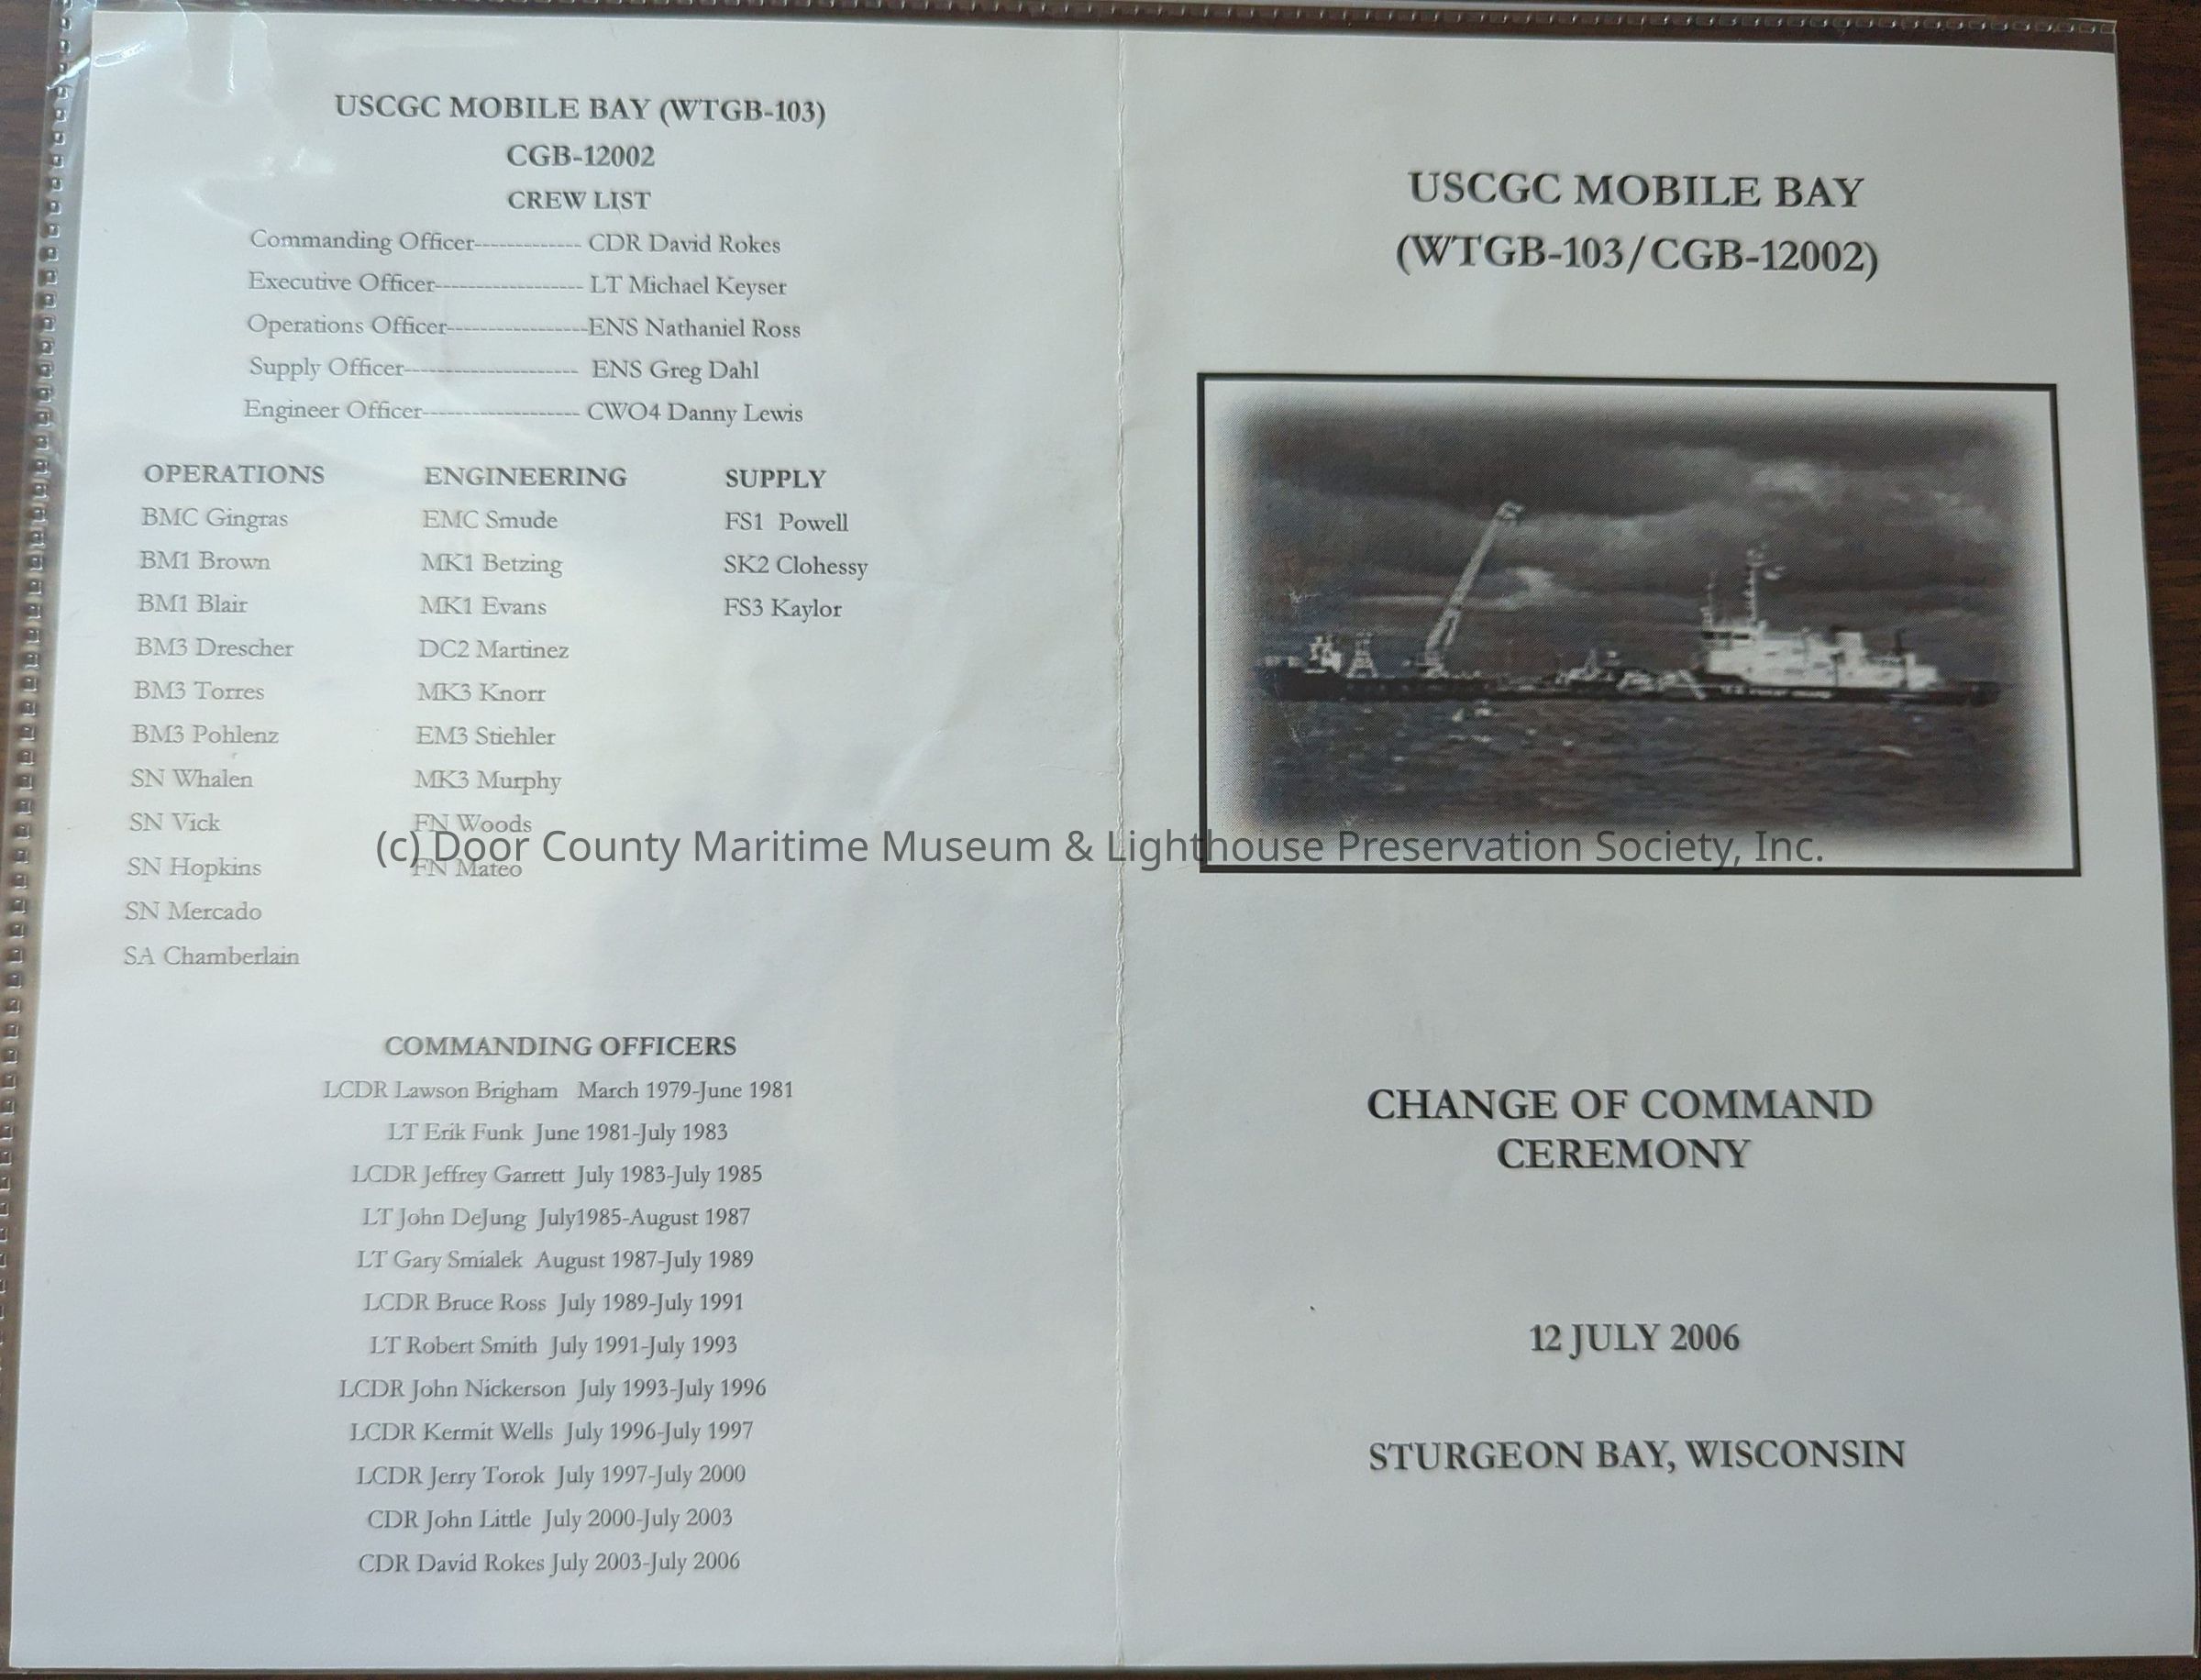 USCGC MOBILE BAY (WTGB-103)
CGB-12002
CREW LIST
Commanding Officer------------- CDR David Rokes
Executive Officer------------------ LT Michael Keyser
Operations Officer-----------------ENS Nathaniel Ross
Supply Officer--------------------- ENS Greg Dahl
Engineer Officer------------------- CWO4 Danny Lewis
OPERATIONS
BMC Gingras
BM1 Brown
BM1 Blair
BM3 Drescher
BM3 Torres
BM3 Pohlenz
SN Whalen
SN Vick
SN Hopkins
SN Mercado
SA Chamberlain
ENGINEERING
EMC Smude
MK1 Betzing
MK1 Evans
DC2 Martinez
MK3 Knorr
EM3 Stiehler
MK3 Murphy
FN Woods
FN Mateo
SUPPLY
FS1 Powell
SK2 Clohessy
FS3 Kaylor
COMMANDING OFFICERS
LCDR Lawson Brigham March 1979-June 1981
LT Erik Funk June 1981-July 1983
LCDR Jeffrey Garrett July 1983-July 1985
LT John DeJung July1985-August 1987
LT Gary Smialek August 1987-July 1989
LCDR Bruce Ross July 1989-July 1991
LT Robert Smith July 1991-July 1993
LCDR John Nickerson July 1993-July 1996
LCDR Kermit Wells July 1996-July 1997
LCDR Jerry Torok July 1997-July 2000
CDR John Little July 2000-July 2003
CDR David Rokes July 2003-July 2006
USCGC MOBILE BAY
(WTGB-103/CGB-12002)
CHANGE OF COMMAND
CEREMONY
12 JULY 2006
STURGEON BAY, WISCONSIN
(c) Door County Maritime Museum & Lighthouse Preservation Society, Inc.